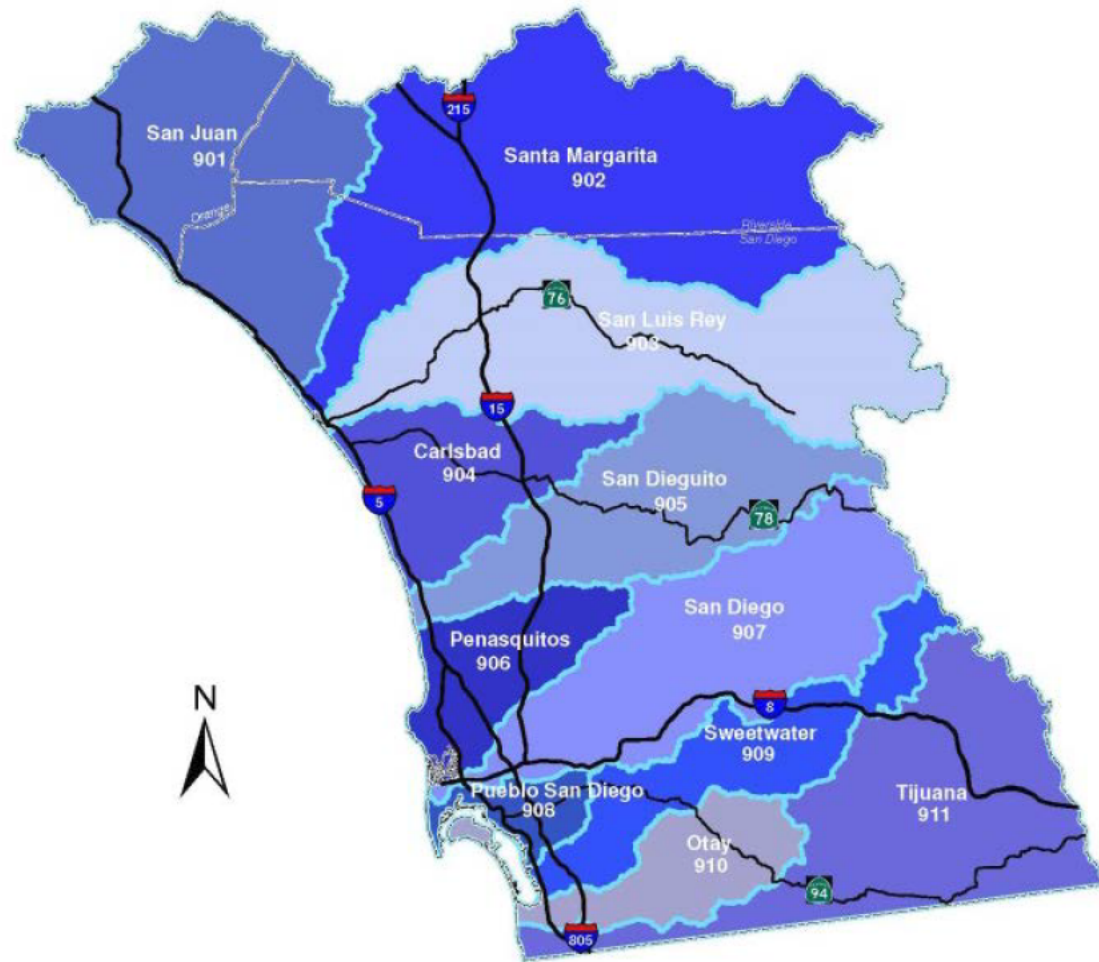 215
San Juan
901
Santa Margarita
902
Orange
Riverside
San Diego
76
San Luis Rey
903
15
Carlsbad
904
San Dieguito
905
5
78
San Diego
907
Penasquitos
906
N
8
Sweetwater
909
Pueblo San Diego
908
Tijuana
911
Otay
910
94
805